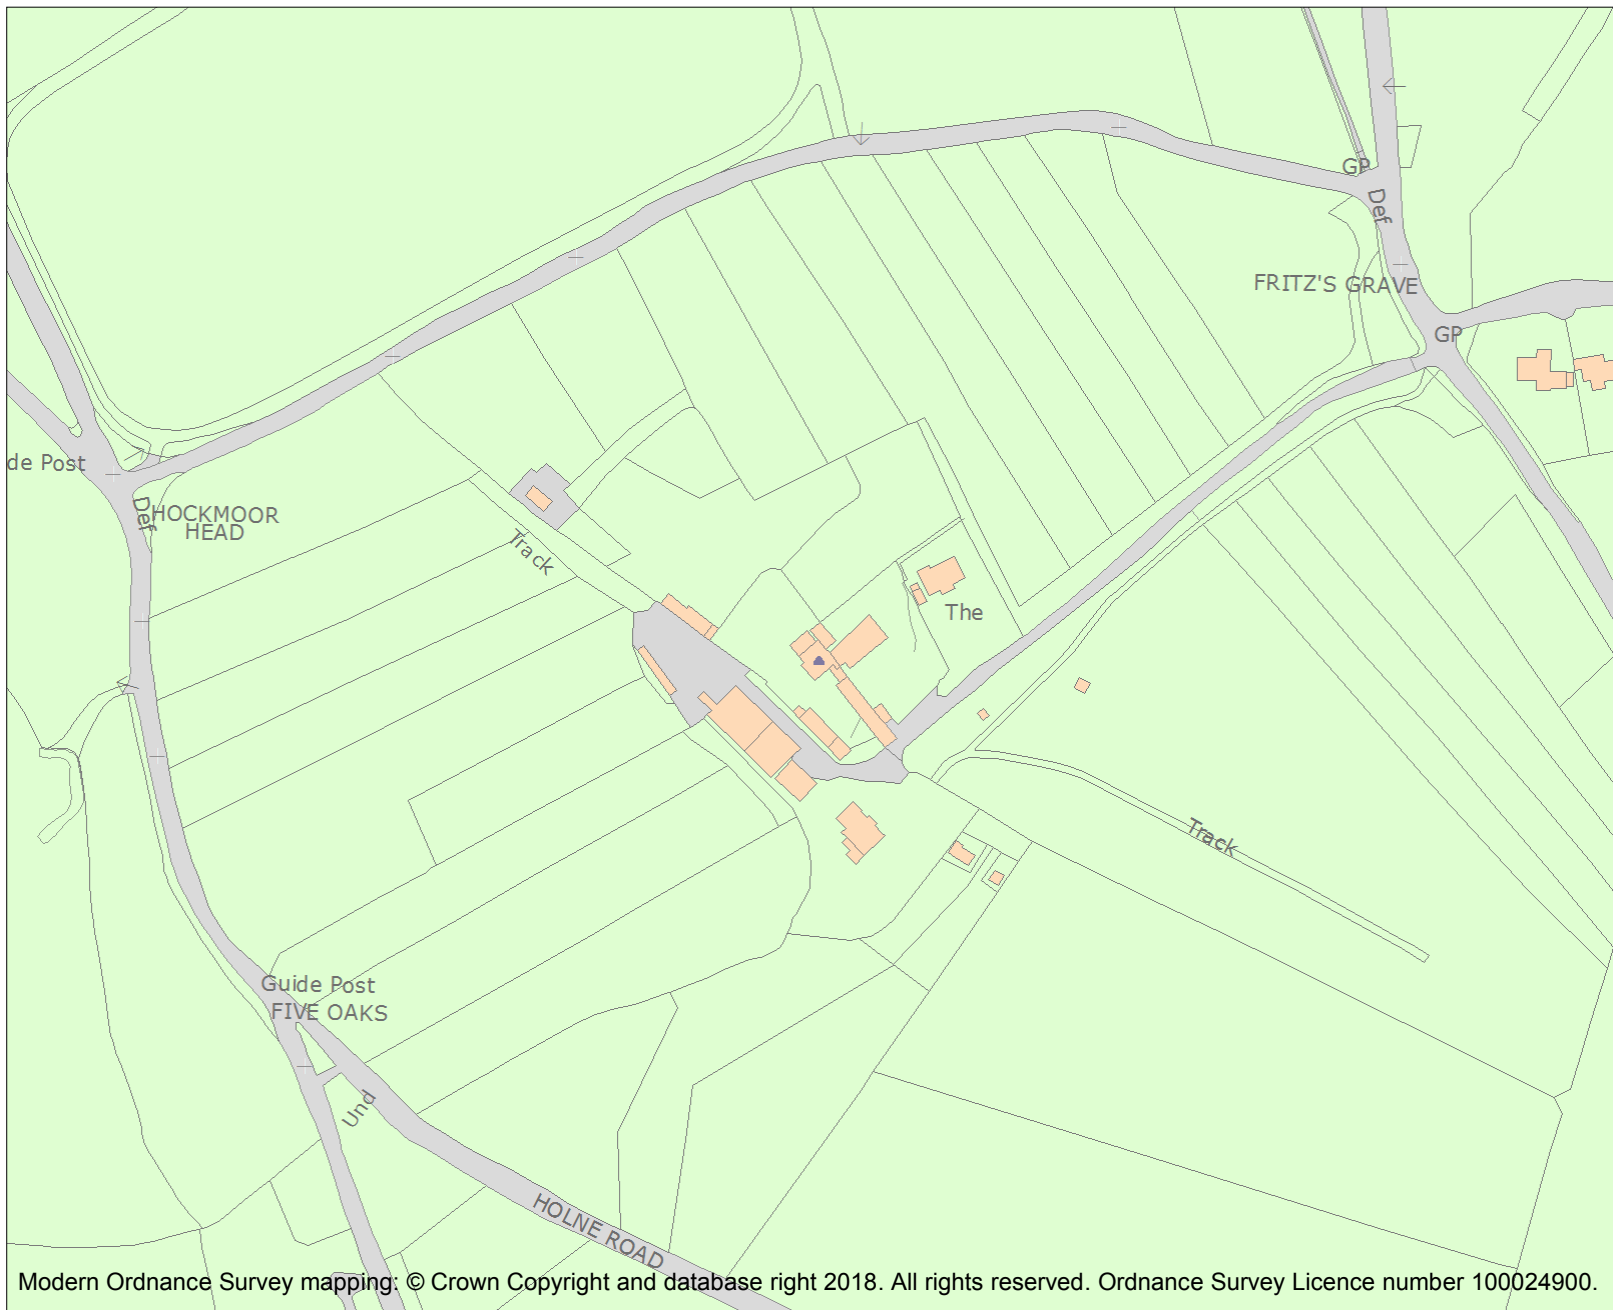 GP
Def
FRITZ'S GRAVE
GP
de Post
Def
HOCKMOOR
HEAD
Track
The
Track
Guide Post
FIVE OAKS
Und
HOLNE ROAD
Modern Ordnance Survey mapping: © Crown Copyright and database right 2018. All rights reserved. Ordnance Survey Licence number 100024900.